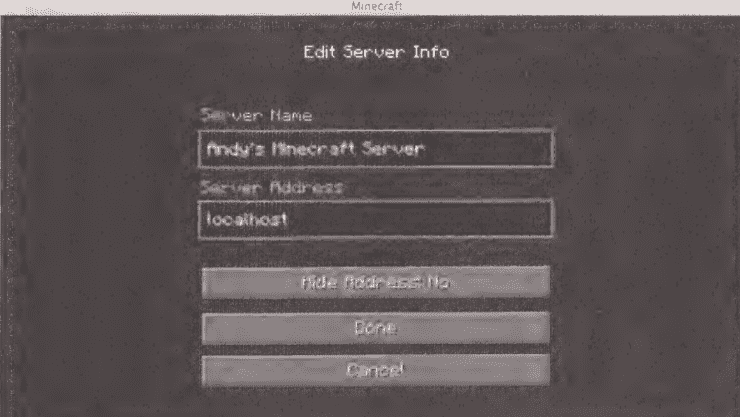 Minecraft
Edit Server Info
Server Name
Andy's Minecraft Server
Server Address
localhost
Hide Address: No
Done
Cancel